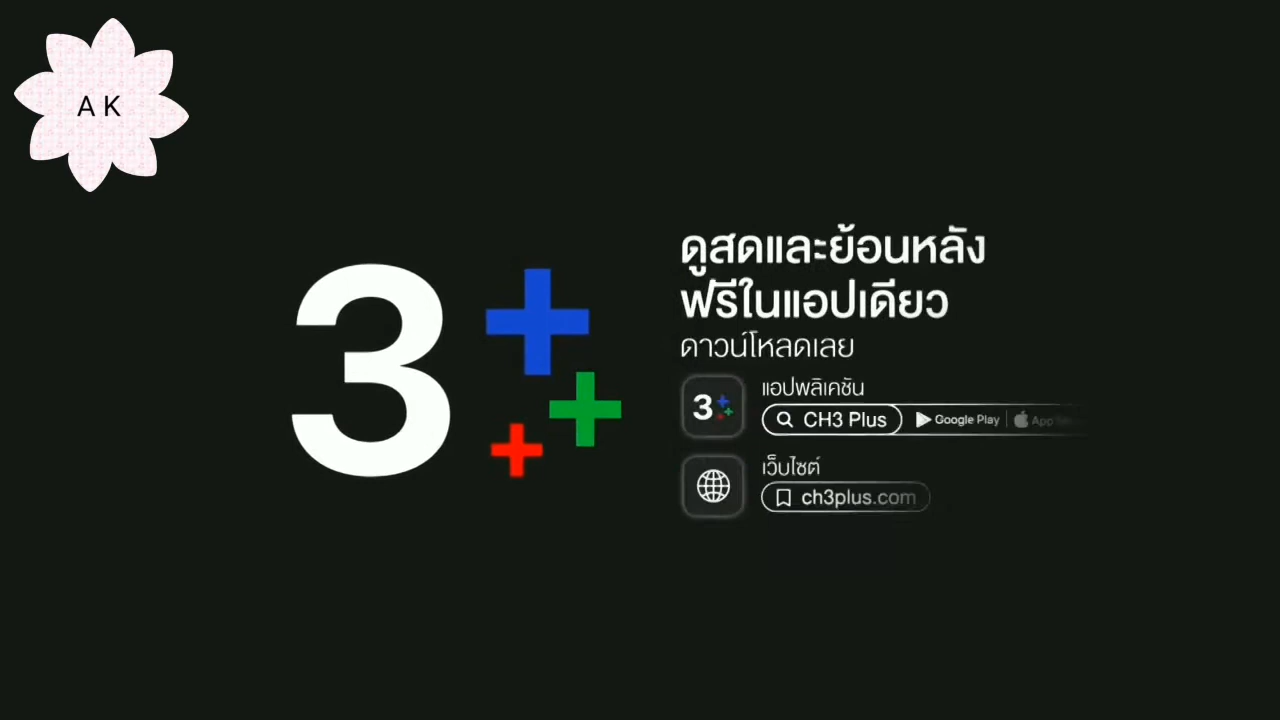 A K
3
ดูสดและย้อนหลัง
ฟรีในแอปเดียว
ดาวน์โหลดเลย
3
แอปพลิเคชัน
CH3 Plus Google Play App
เว็บไซต์
ch3plus.com